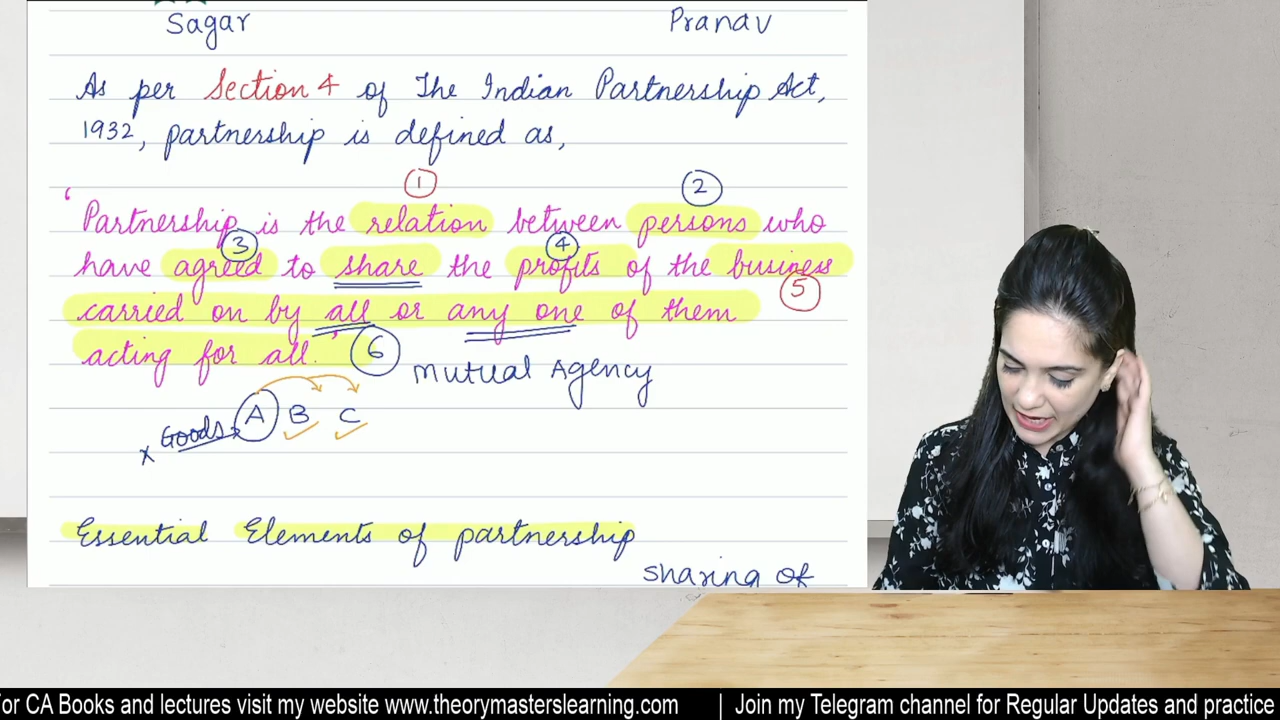 Sagar Pranav
As per Section 4 of The Indian Partnership Act,
1932, partnership is defined as,
1 2
'Partnership is the relation between persons who
3 4
have agreed to share the profits of the business
5
carried on by all or any one of them
acting for all.' 6
Mutual Agency
A B C
x Goods
Essential Elements of partnership
sharing of
For CA Books and lectures visit my website www.theorymasterslearning.com | Join my Telegram channel for Regular Updates and practice